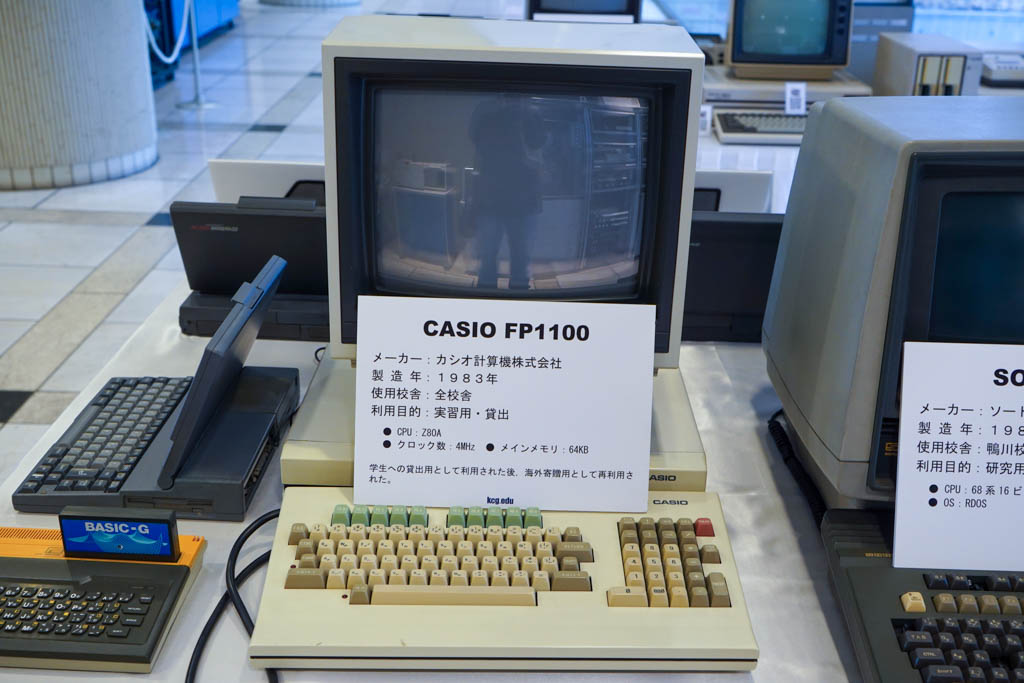 CASIO FP1100
メーカー：カシオ計算機株式会社
製 造 年：１９８３年
使用校舎：全校舎
利用目的：実習用・貸出
● CPU：Z80A
● クロック数：4MHz ● メインメモリ：64KB
学生への貸出用として利用された後、海外寄贈用として再利用さ
れた。
kcg.edu
CASIO
CASIO
BASIC-G
SO
メーカー：ソート
製 造 年：１９８
使用校舎：鴨川校
利用目的：研究用
● CPU：68 系 16 ビ
● OS：RDOS